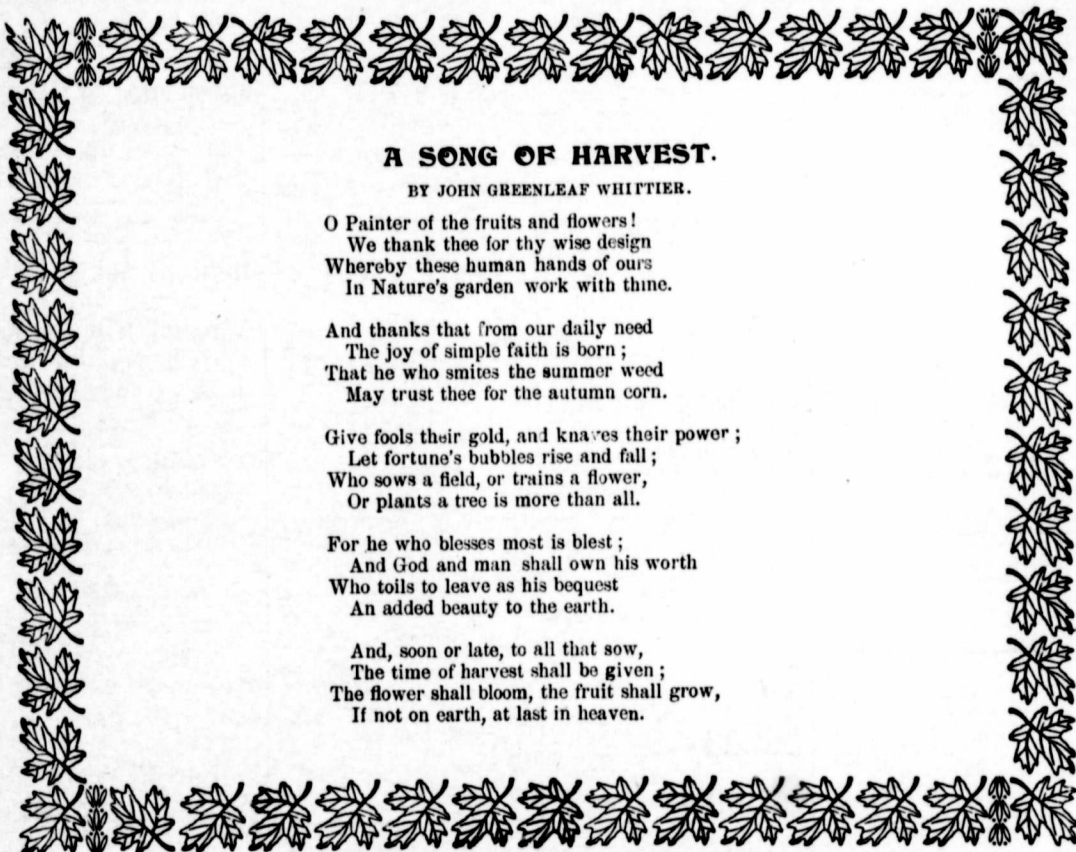 A SONG OF HARVEST.
BY JOHN GREENLEAF WHITTIER.
O Painter of the fruits and flowers!
We thank thee for thy wise design
Whereby these human hands of ours
In Nature's garden work with thine.
And thanks that from our daily need
The joy of simple faith is born;
That he who smites the summer weed
May trust thee for the autumn corn.
Give fools their gold, and knaves their power;
Let fortune's bubbles rise and fall;
Who sows a field, or trains a flower,
Or plants a tree is more than all.
For he who blesses most is blest;
And God and man shall own his worth
Who toils to leave as his bequest
An added beauty to the earth.
And, soon or late, to all that sow,
The time of harvest shall be given;
The flower shall bloom, the fruit shall grow,
If not on earth, at last in heaven.